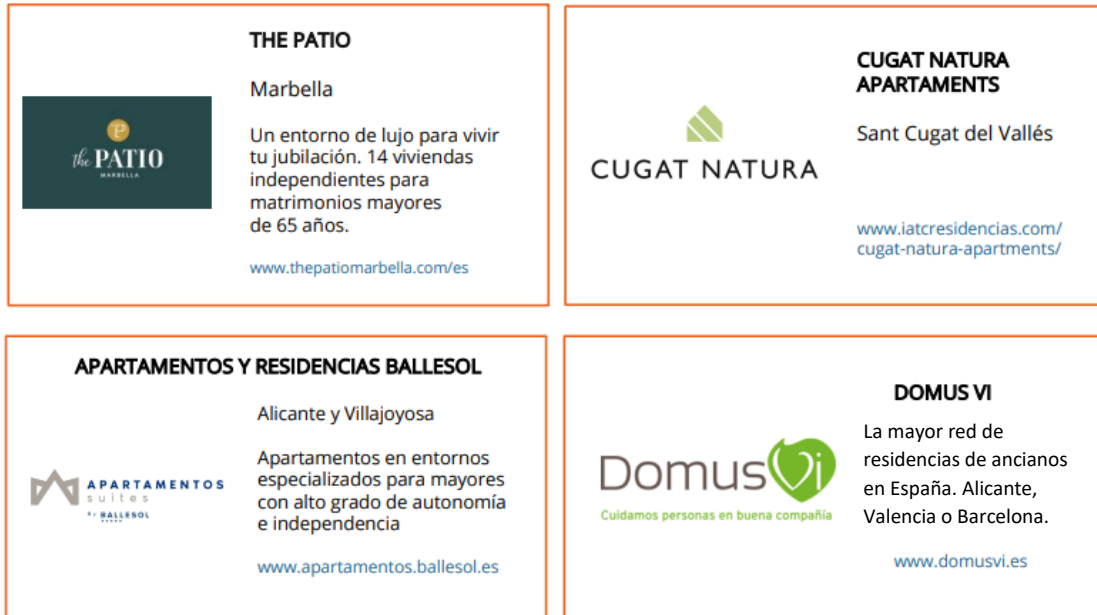 THE PATIO
Marbella
Un entorno de lujo para vivir
tu jubilación. 14 viviendas
independientes para
matrimonios mayores
de 65 años.
www.thepatiomarbella.com/es
P
the PATIO
MARBELLA
CUGAT NATURA
APARTAMENTS
Sant Cugat del Vallés
www.iatcresidencias.com/
cugat-natura-apartments/
CUGAT NATURA
APARTAMENTOS Y RESIDENCIAS BALLESOL
Alicante y Villajoyosa
Apartamentos en entornos
especializados para mayores
con alto grado de autonomía
e independencia
www.apartamentos.ballesol.es
APARTAMENTOS
suites
BY BALLESOL
DOMUS VI
La mayor red de
residencias de ancianos
en España. Alicante,
Valencia o Barcelona.
www.domusvi.es
DomusVi
Cuidamos personas en buena compañía